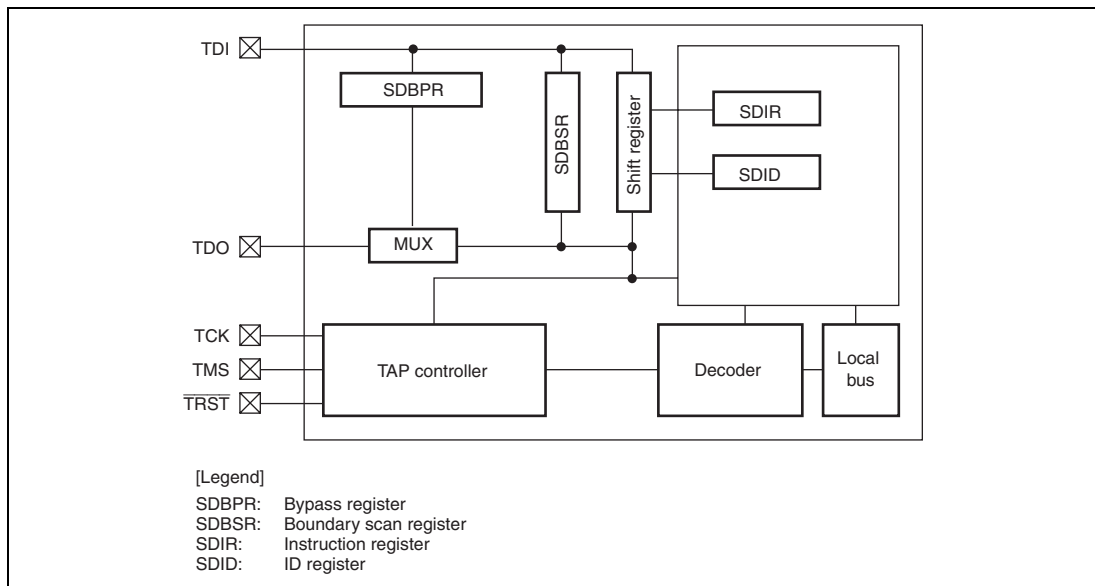 TDI
SDBPR
SDBSR
Shift register
SDIR
SDID
TDO
MUX
TCK
TMS
TRST
TAP controller
Decoder
Local
bus
[Legend]
SDBPR: Bypass register
SDBSR: Boundary scan register
SDIR: Instruction register
SDID: ID register